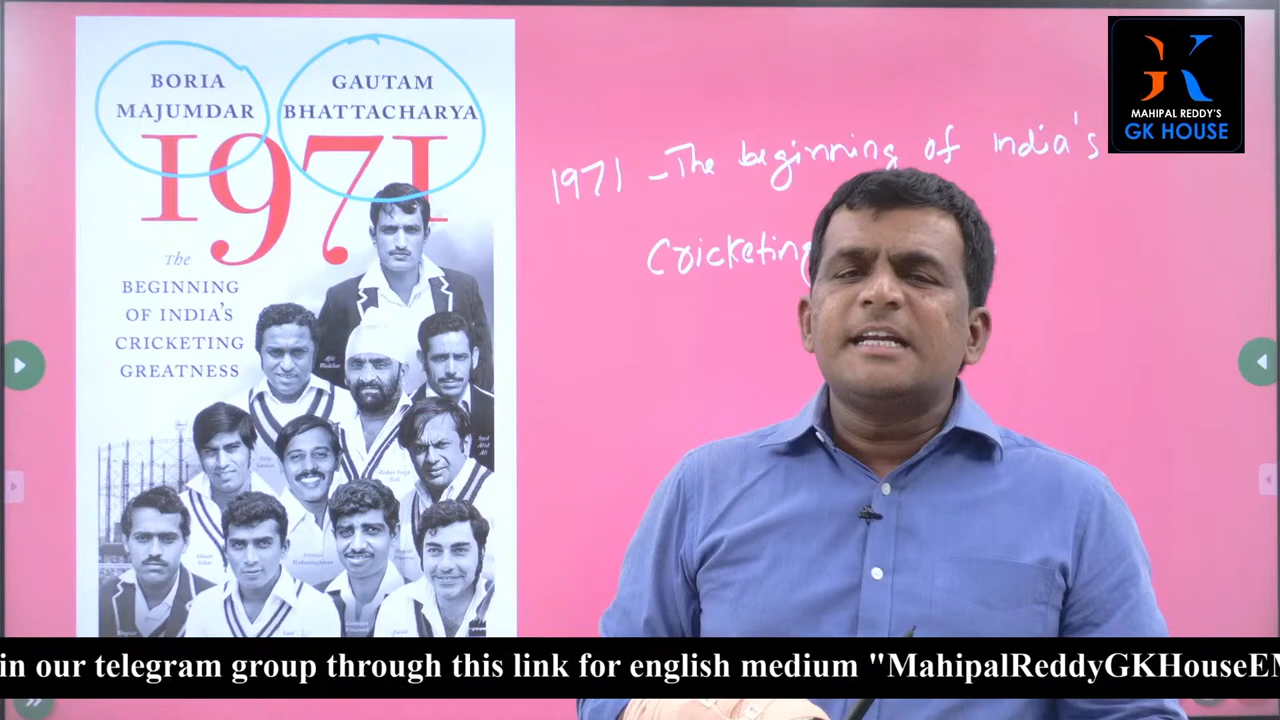 BORIA
MAJUMDAR
GAUTAM
BHATTACHARYA
1971
The
BEGINNING
OF INDIA'S
CRICKETING
GREATNESS
1971 - The beginning of India's
Cricketing
MAHIPAL REDDY'S
GK HOUSE
in our telegram group through this link for english medium "MahipalReddyGKHouseEM